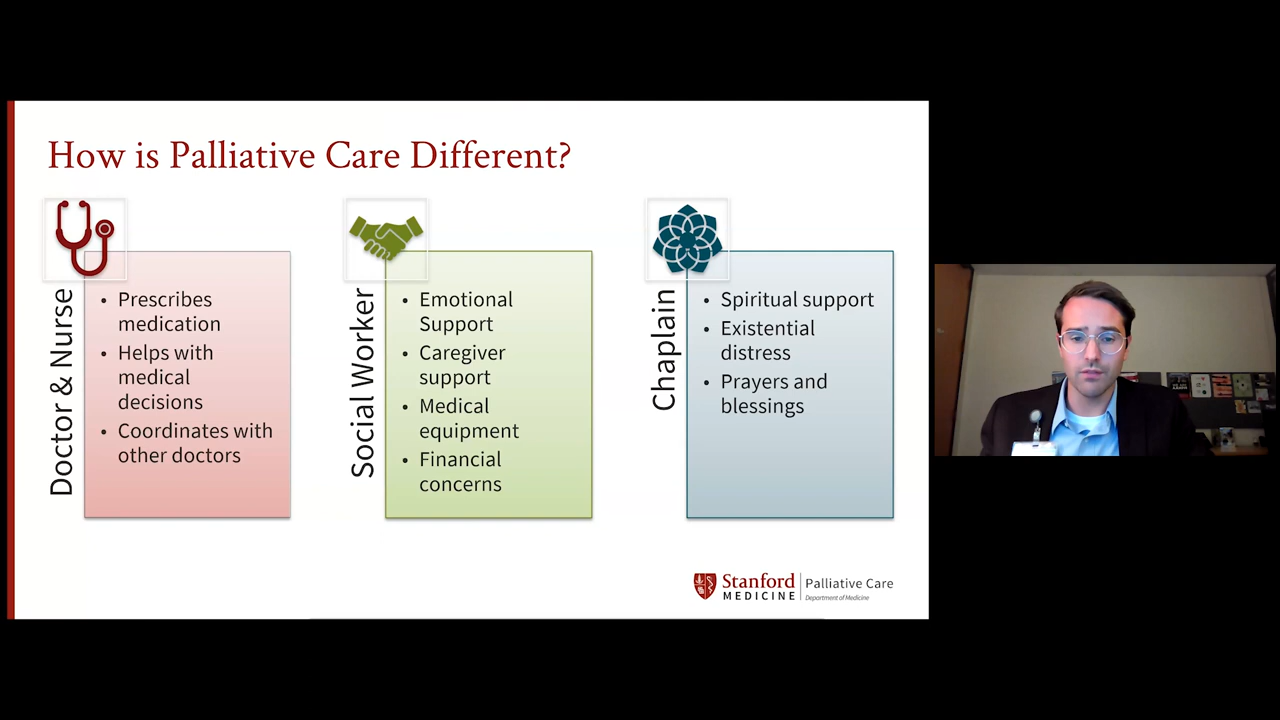 How is Palliative Care Different?
Doctor & Nurse
• Prescribes
medication
• Helps with
medical
decisions
• Coordinates with
other doctors
Social Worker
• Emotional
Support
• Caregiver
support
• Medical
equipment
• Financial
concerns
Chaplain
• Spiritual support
• Existential
distress
• Prayers and
blessings
Stanford
MEDICINE
Palliative Care
Department of Medicine